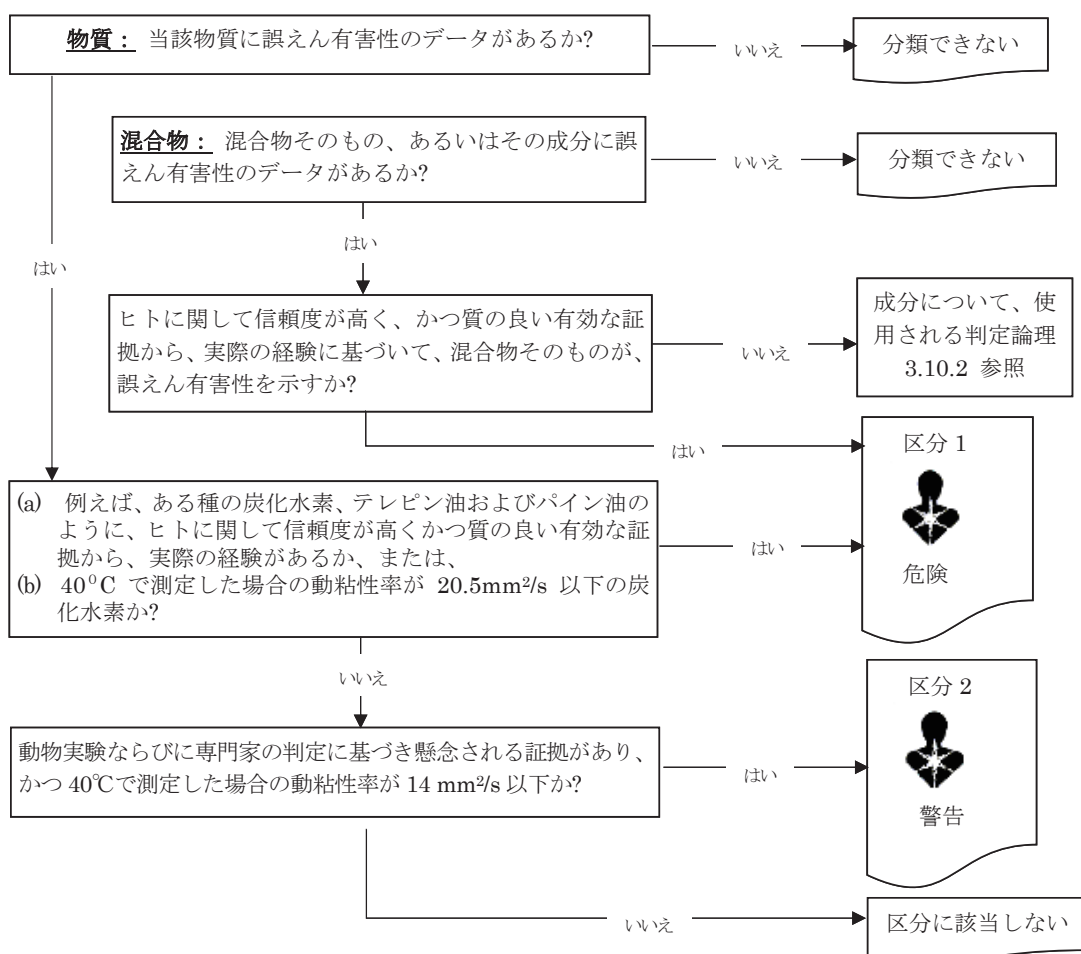 物質： 当該物質に誤えん有害性のデータがあるか?
いいえ
分類できない
混合物： 混合物そのもの、あるいはその成分に誤
えん有害性のデータがあるか?
いいえ
分類できない
はい
はい
ヒトに関して信頼度が高く、かつ質の良い有効な証
拠から、実際の経験に基づいて、混合物そのものが、
誤えん有害性を示すか?
いいえ
成分について、使
用される判定論理
3.10.2 参照
はい
区分 1
危険
(a) 例えば、ある種の炭化水素、テレピン油およびパイン油の
ように、ヒトに関して信頼度が高くかつ質の良い有効な証
拠から、実際の経験があるか、または、
(b) 40⁰C で測定した場合の動粘性率が 20.5mm²/s 以下の炭
化水素か?
はい
いいえ
区分 2
警告
動物実験ならびに専門家の判定に基づき懸念される証拠があり、
かつ 40℃で測定した場合の動粘性率が 14 mm²/s 以下か?
はい
いいえ
区分に該当しない